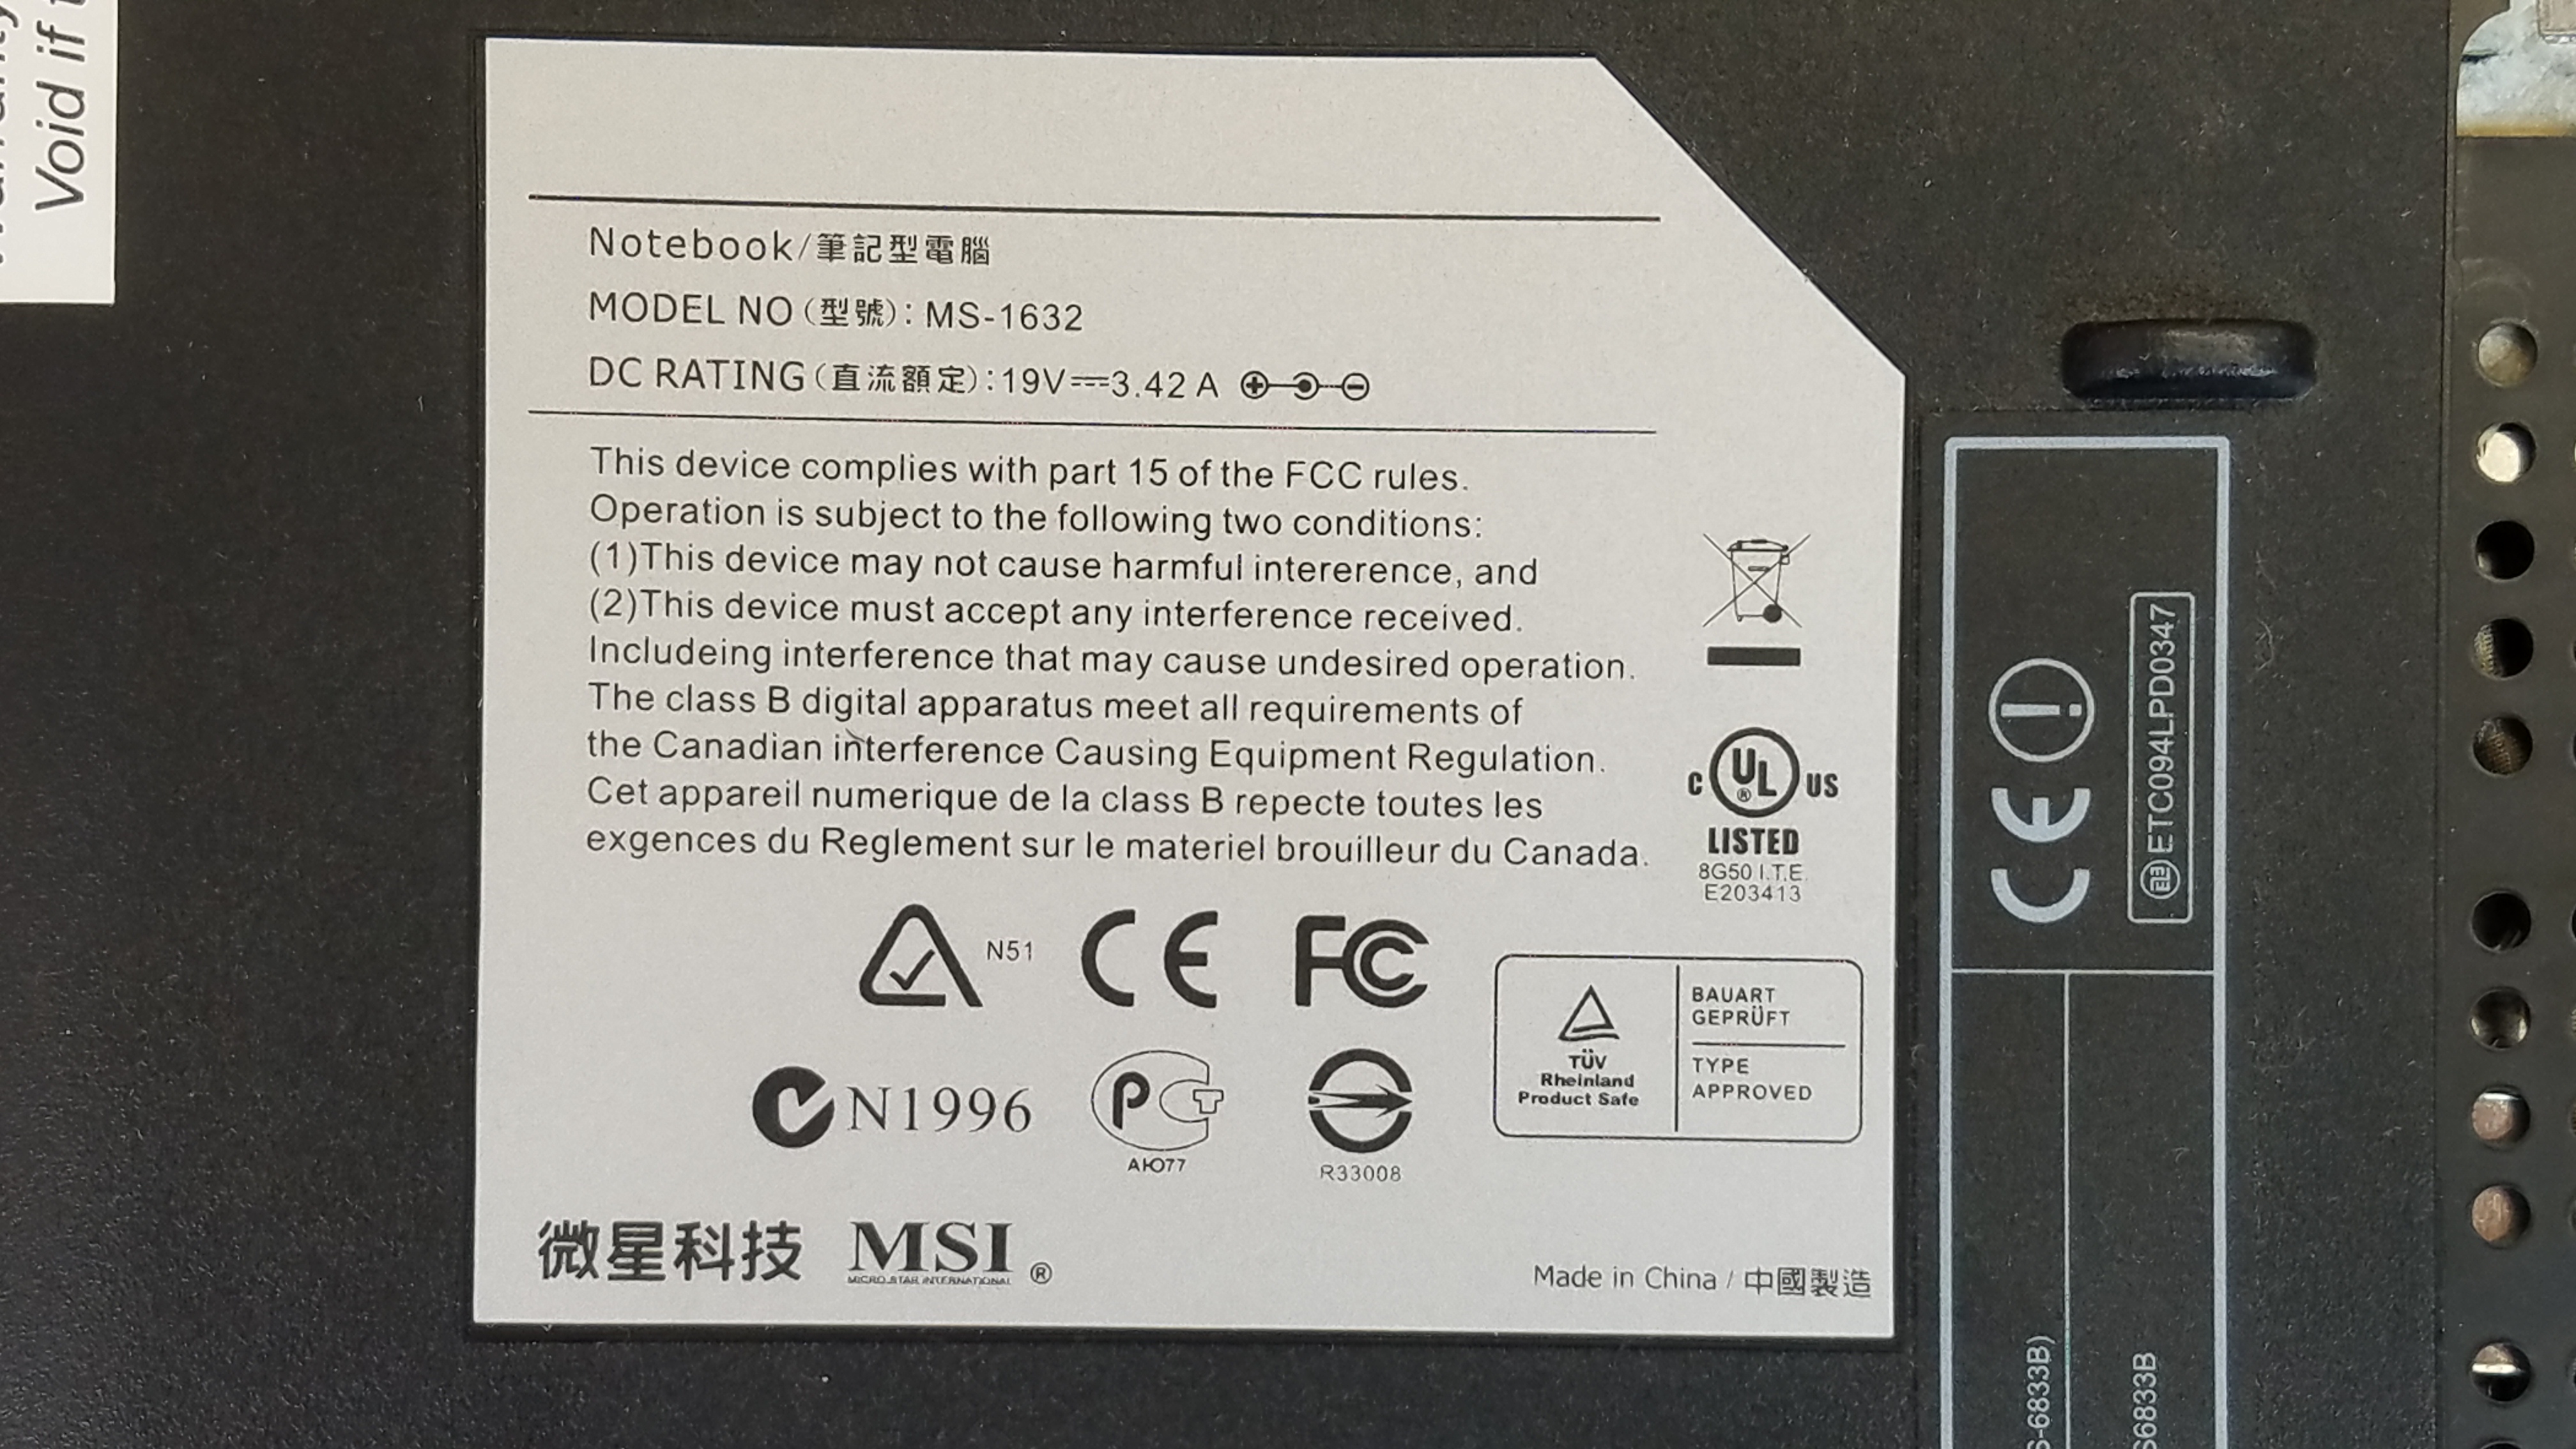 Void if
Notebook/筆記型電腦
MODEL NO (型號): MS-1632
DC RATING (直流額定): 19V⎓3.42 A
This device complies with part 15 of the FCC rules.
Operation is subject to the following two conditions:
(1)This device may not cause harmful intererence, and
(2)This device must accept any interference received.
Includeing interference that may cause undesired operation.
The class B digital apparatus meet all requirements of
the Canadian interference Causing Equipment Regulation.
Cet appareil numerique de la class B repecte toutes les
exgences du Reglement sur le materiel brouilleur du Canada.
C UL ® US
LISTED
8G50 I.T.E.
E203413
N51
CE
FC
N1996
PCT
АЮ77
R33008
TÜV
Rheinland
Product Safe
BAUART
GEPRÜFT
TYPE
APPROVED
微星科技 MSI ®
MICRO STAR INTERNATIONAL
Made in China / 中國製造
CE
ETC094LPD0347
-6833B)
S6833B